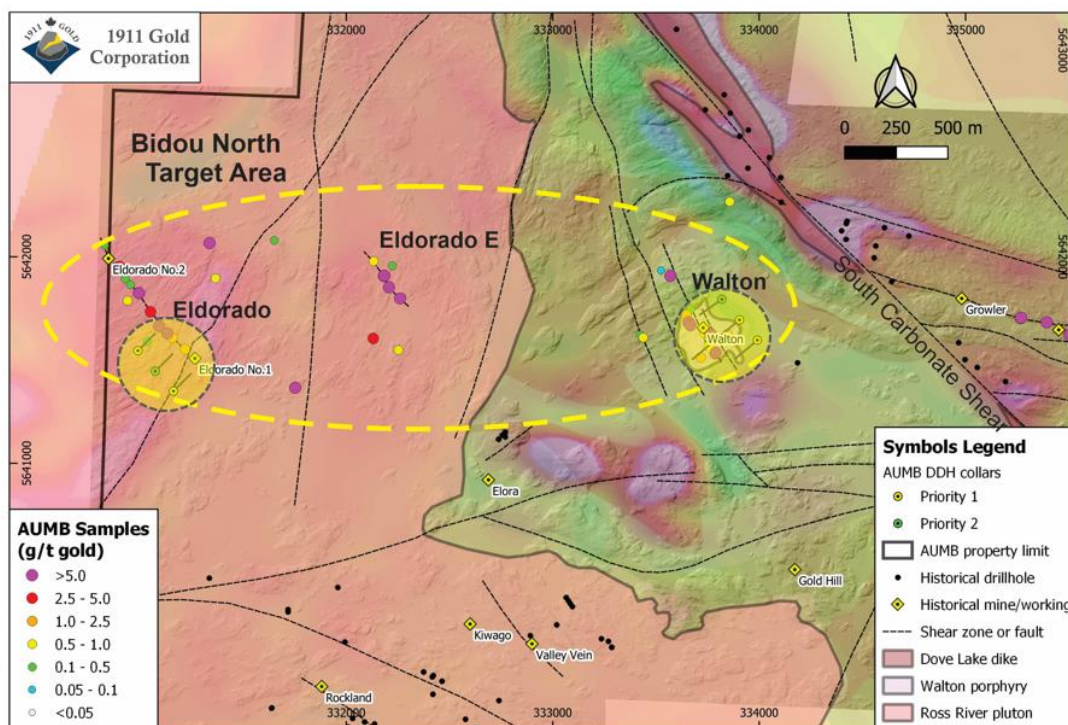 1911 GOLD
1911 Gold
Corporation
332000
333000
334000
335000
5643000
0 250 500 m
Bidou North
Target Area
Eldorado E
5642000
5642000
Eldorado No.2
Eldorado
Walton
Walton
South Carbonate Shear
Growler
Eldorado No.1
5641000
Elora
Gold Hill
Kiwago
Valley Vein
Rockland
332000
333000
334000
AUMB Samples
(g/t gold)
>5.0
2.5 - 5.0
1.0 - 2.5
0.5 - 1.0
0.1 - 0.5
0.05 - 0.1
<0.05
Symbols Legend
AUMB DDH collars
Priority 1
Priority 2
AUMB property limit
Historical drillhole
Historical mine/working
Shear zone or fault
Dove Lake dike
Walton porphyry
Ross River pluton